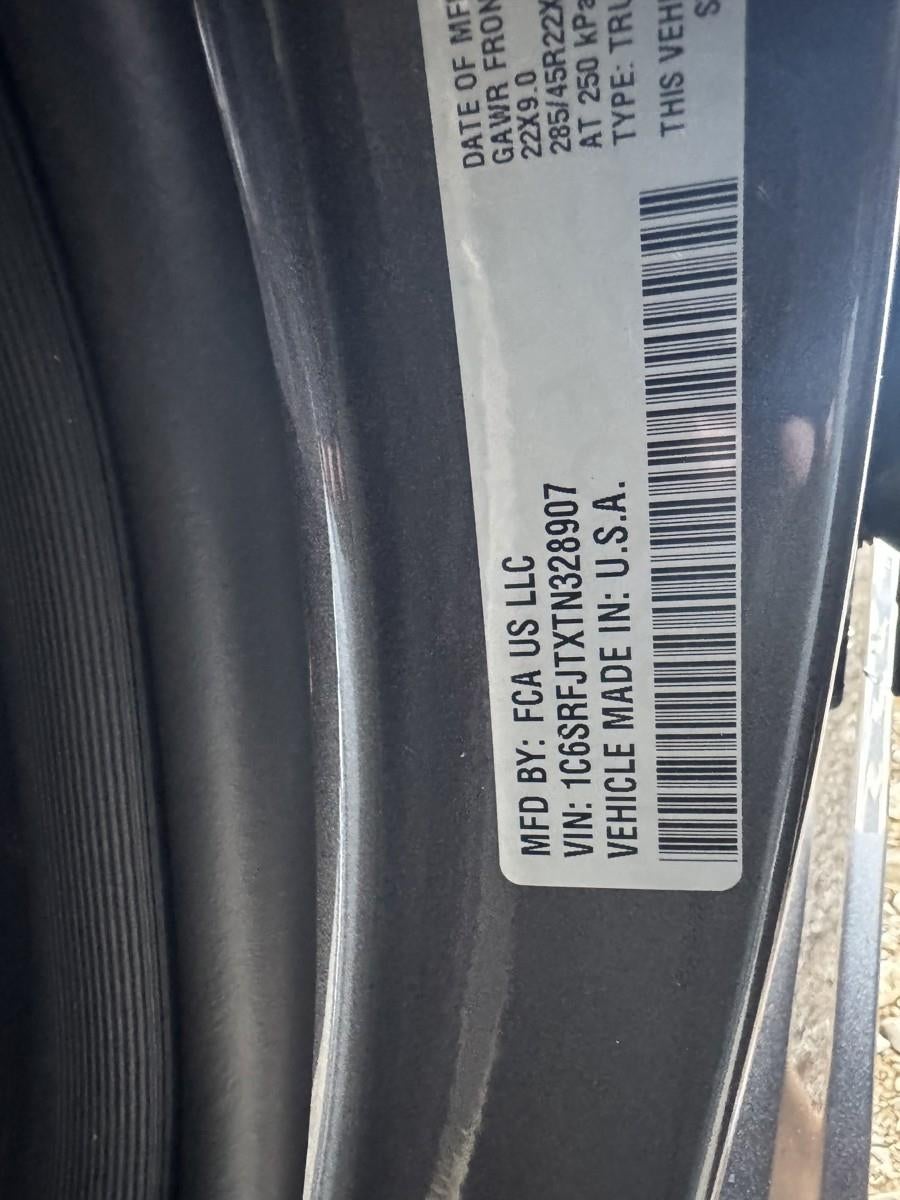 MFD BY: FCA US LLC
VIN: 1C6SRFJTXTN328907
VEHICLE MADE IN: U.S.A.
DATE OF MF
GAWR FRON
22X9.0
285/45R22X
AT 250 kPa
TYPE: TRU
THIS VEHI
S